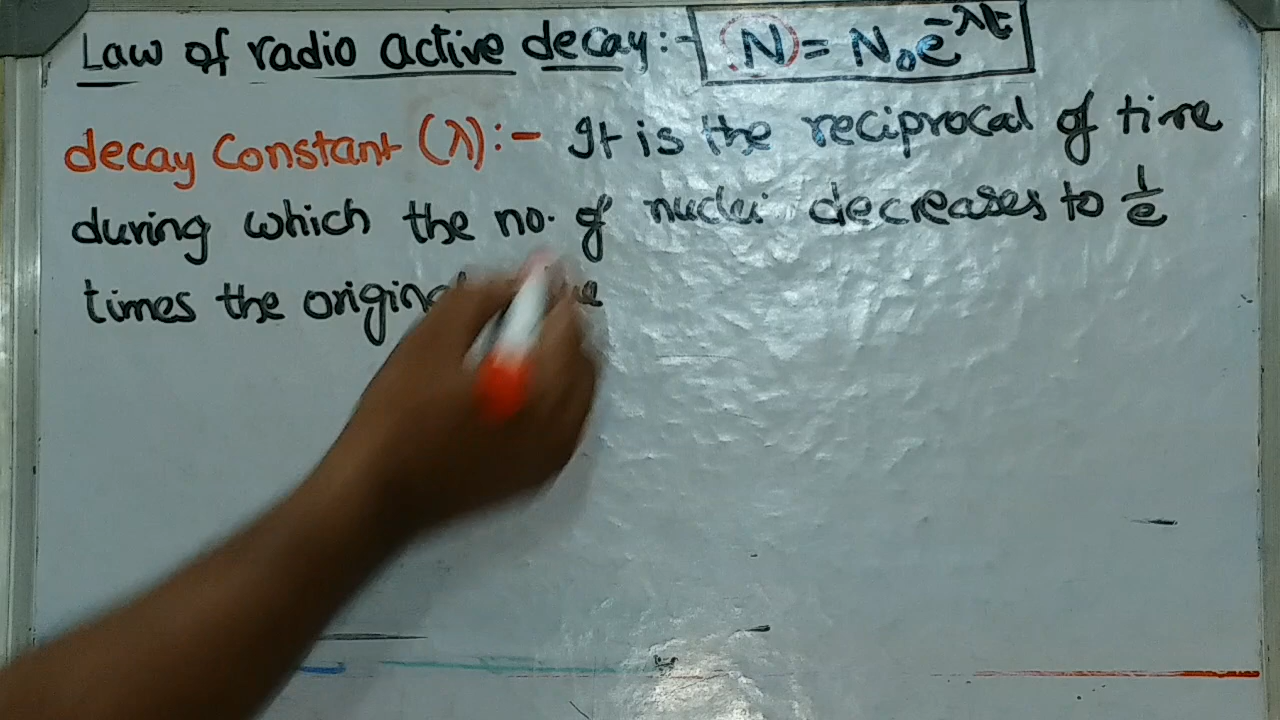 Law of radio active decay:- N = N₀e^-λt
decay Constant (λ):- It is the reciprocal of time
during which the no. of nuclei decreases to 1/e
times the